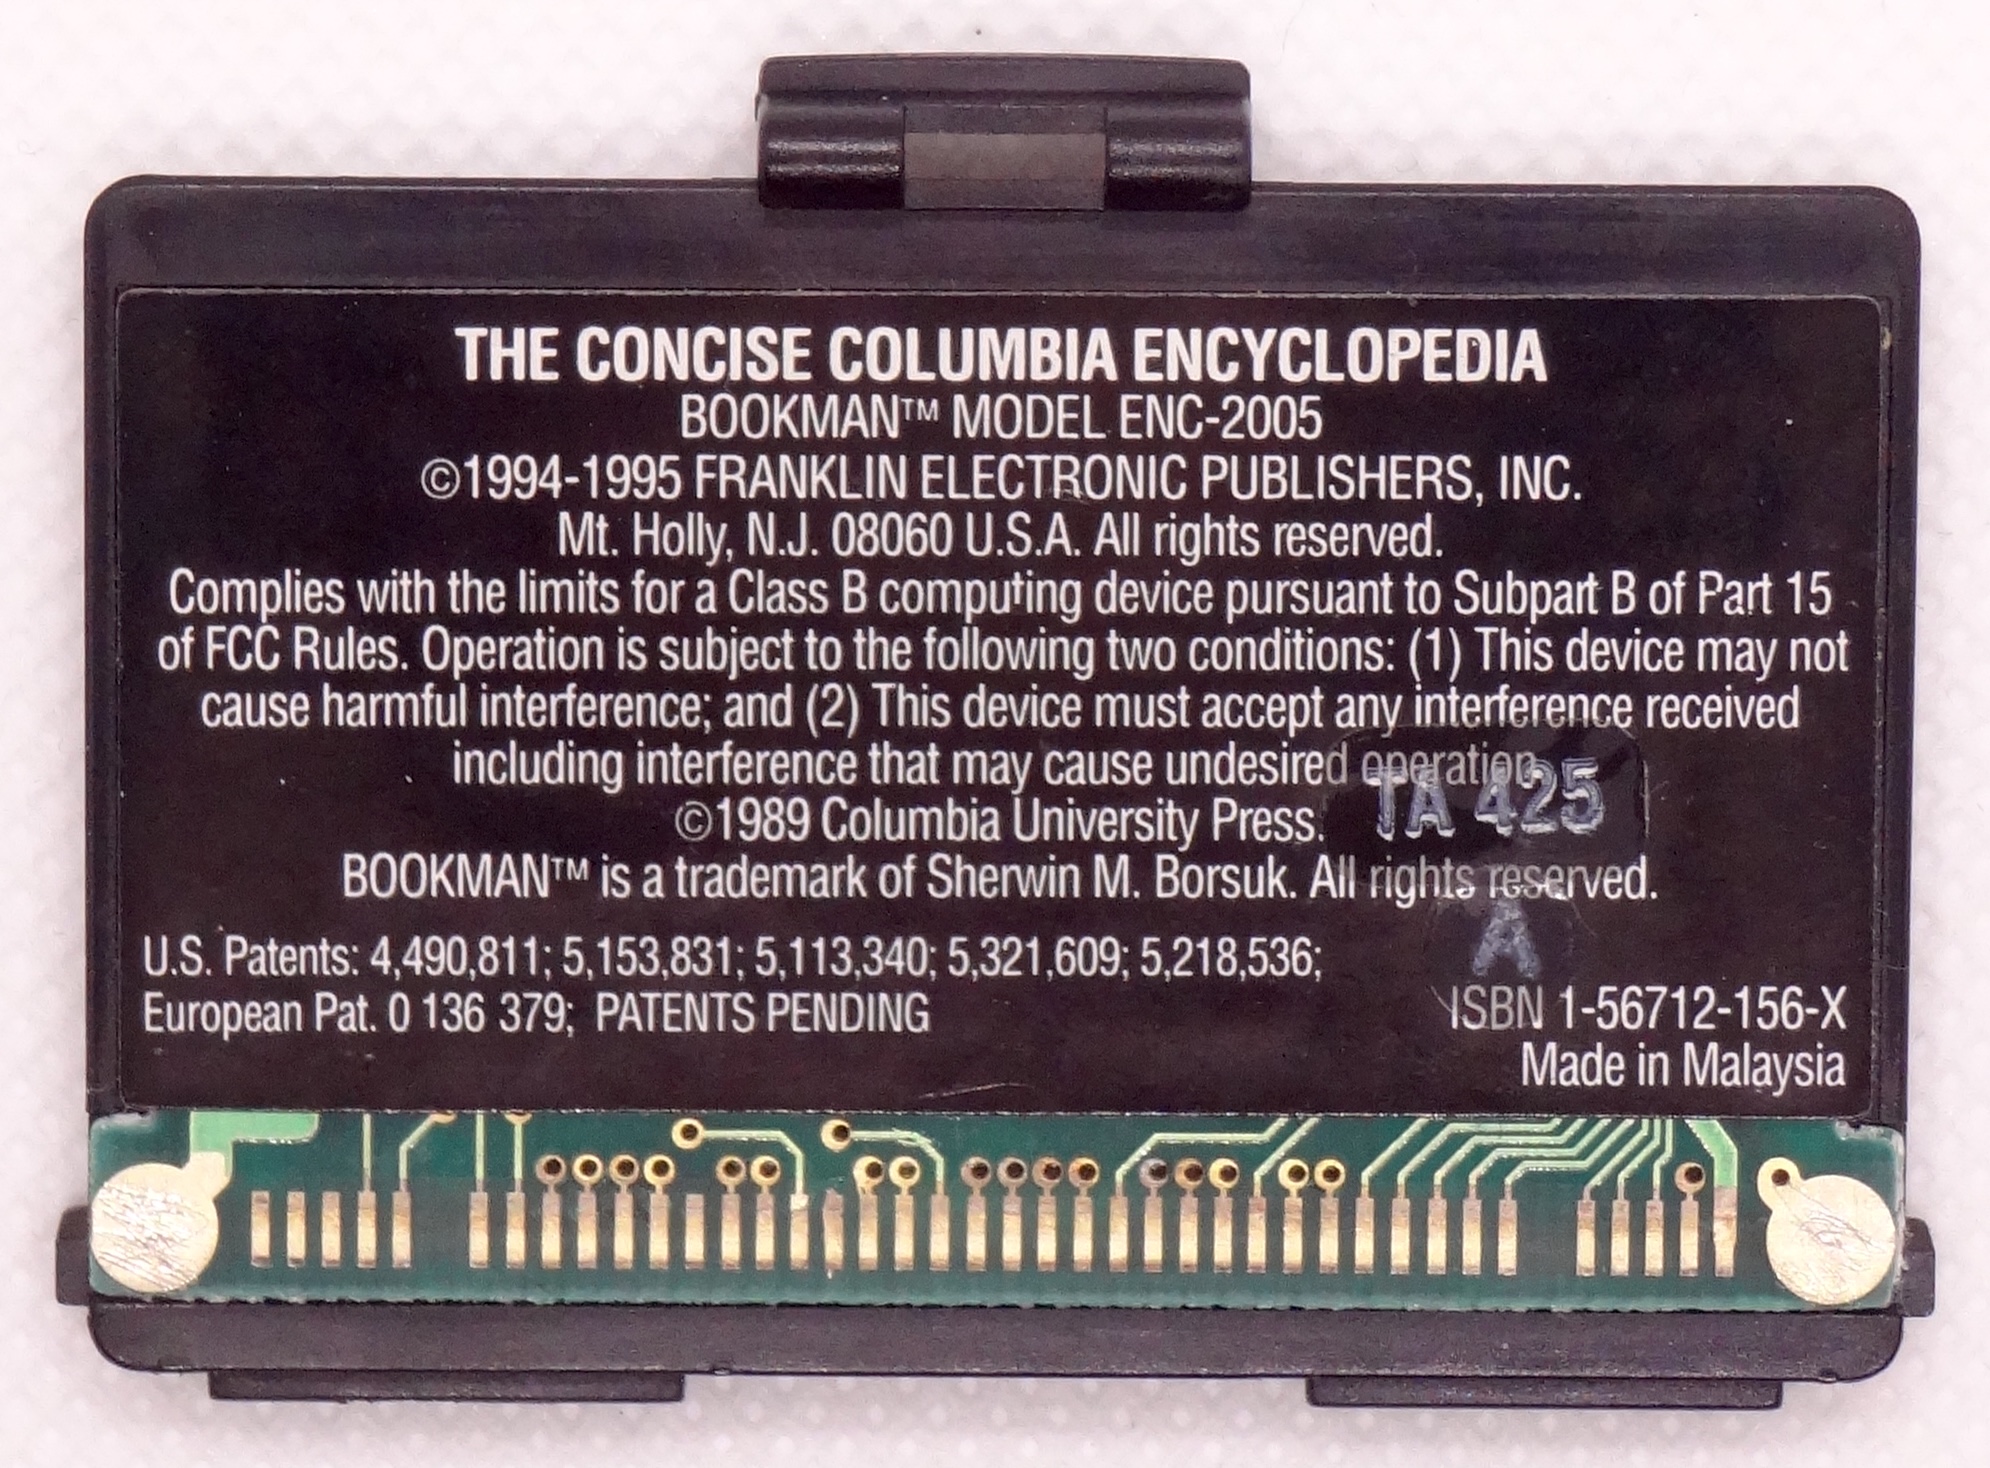 THE CONCISE COLUMBIA ENCYCLOPEDIA
BOOKMAN™ MODEL ENC-2005
©1994-1995 FRANKLIN ELECTRONIC PUBLISHERS, INC.
Mt. Holly, N.J. 08060 U.S.A. All rights reserved.
Complies with the limits for a Class B computing device pursuant to Subpart B of Part 15
of FCC Rules. Operation is subject to the following two conditions: (1) This device may not
cause harmful interference; and (2) This device must accept any interference received
including interference that may cause undesired operation
TA 425
©1989 Columbia University Press.
BOOKMAN™ is a trademark of Sherwin M. Borsuk. All rights reserved.
A
U.S. Patents: 4,490,811; 5,153,831; 5,113,340; 5,321,609; 5,218,536;
European Pat. 0 136 379; PATENTS PENDING
ISBN 1-56712-156-X
Made in Malaysia